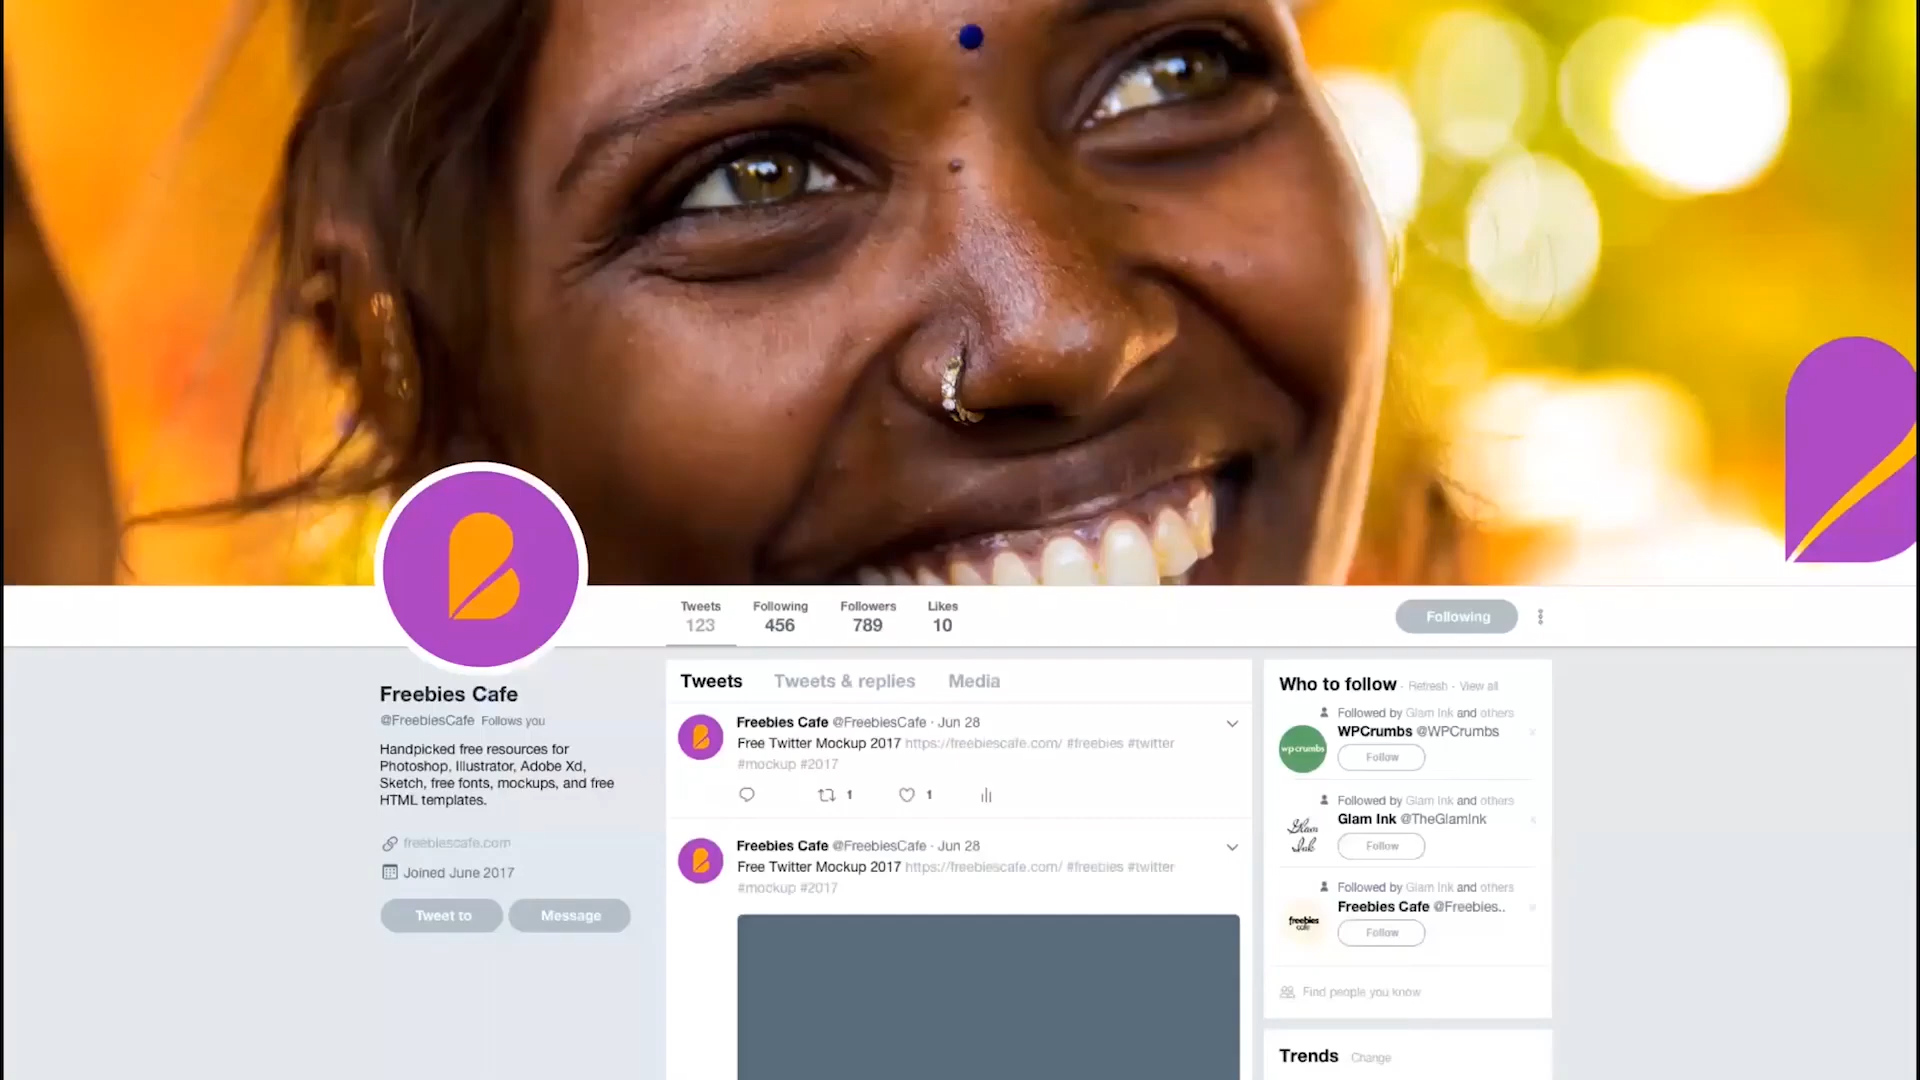 Tweets Following Followers Likes
123 456 789 10
Following
Freebies Cafe
@FreebiesCafe Follows you
Handpicked free resources for
Photoshop, Illustrator, Adobe Xd,
Sketch, free fonts, mockups, and free
HTML templates.
freebiescafe.com
Joined June 2017
Tweet to Message
Tweets Tweets & replies Media
Freebies Cafe @FreebiesCafe · Jun 28
Free Twitter Mockup 2017 https://freebiescafe.com/ #freebies #twitter
#mockup #2017
1 1
Freebies Cafe @FreebiesCafe · Jun 28
Free Twitter Mockup 2017 https://freebiescafe.com/ #freebies #twitter
#mockup #2017
Who to follow · Refresh · View all
Followed by Glam Ink and others
wpcrumbs
WPCrumbs @WPCrumbs
Follow
Followed by Glam Ink and others
Glam Ink
Glam Ink @TheGlamInk
Follow
Followed by Glam Ink and others
freebies cafe
Freebies Cafe @Freebies..
Follow
Find people you know
Trends Change